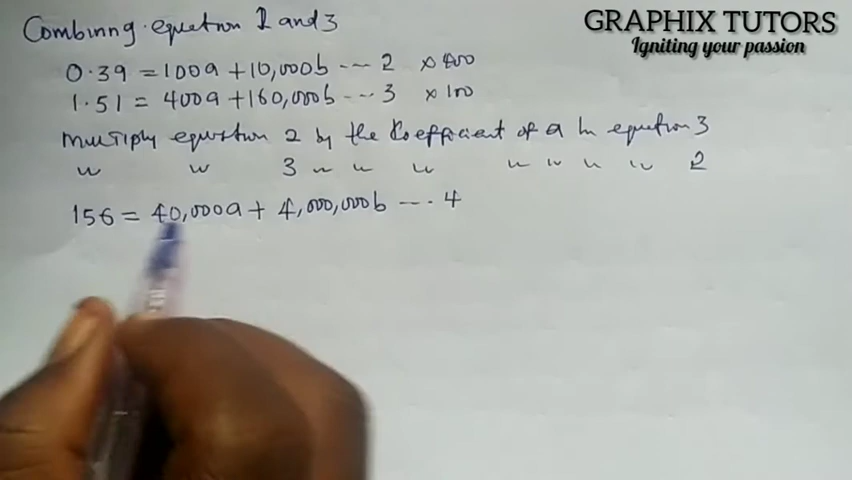 GRAPHIX TUTORS
Igniting your passion
Combinng equation 1 and 3
0.39 = 100a + 10,000b --- 2 ×400
1.51 = 400a + 160,000b --- 3 ×100
Multiply equation 2 by the Coefficient of a in equation 3
" " 3 " " " " " " " 2
156 = 40,000a + 4,000,000b --- 4